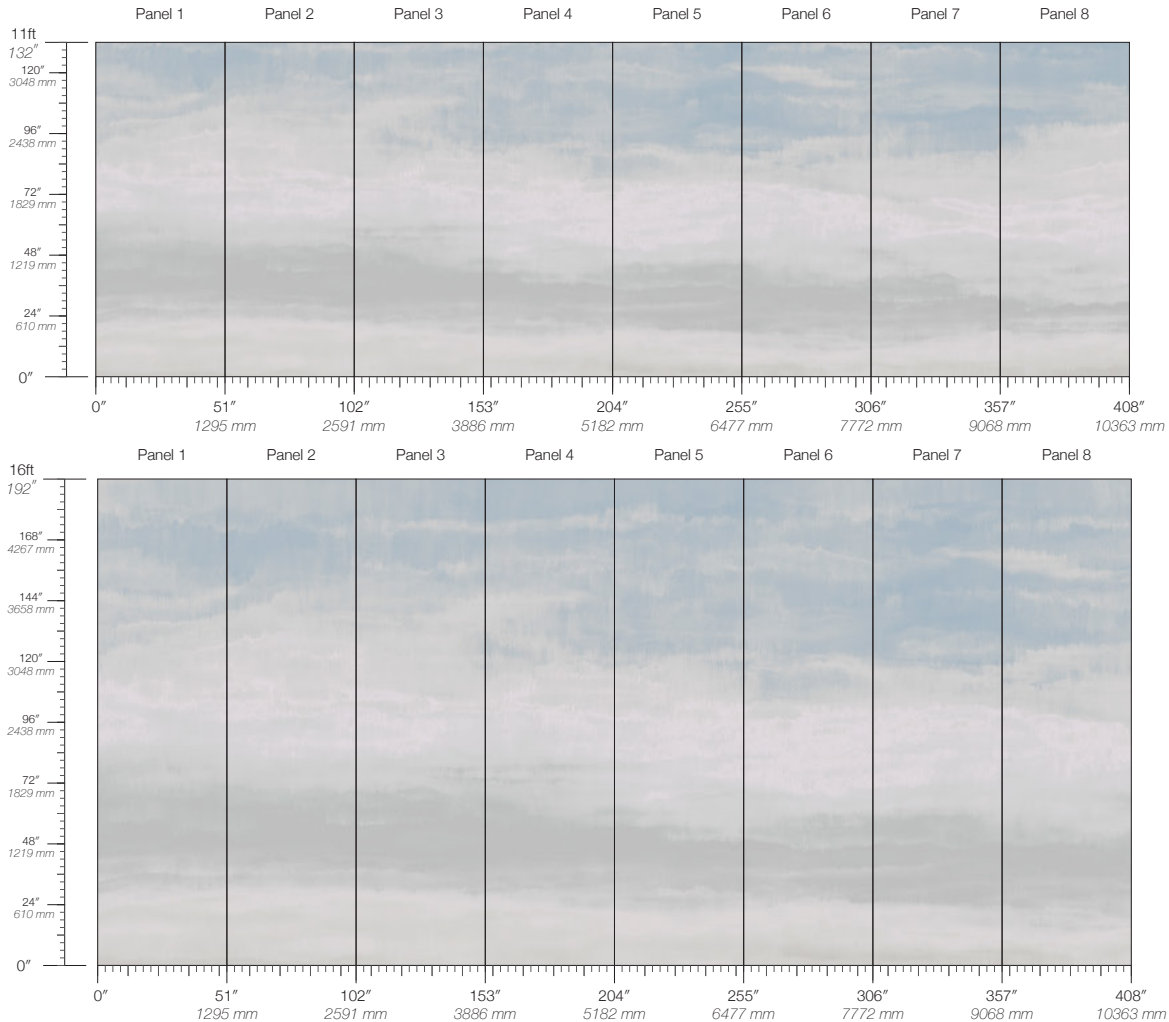 Panel 1 Panel 2 Panel 3 Panel 4 Panel 5 Panel 6 Panel 7 Panel 8
11ft
132″
120″
3048 mm
96″
2438 mm
72″
1829 mm
48″
1219 mm
24″
610 mm
0″
0″ 51″ 102″ 153″ 204″ 255″ 306″ 357″ 408″
1295 mm 2591 mm 3886 mm 5182 mm 6477 mm 7772 mm 9068 mm 10363 mm
Panel 1 Panel 2 Panel 3 Panel 4 Panel 5 Panel 6 Panel 7 Panel 8
16ft
192″
168″
4267 mm
144″
3658 mm
120″
3048 mm
96″
2438 mm
72″
1829 mm
48″
1219 mm
24″
610 mm
0″
0″ 51″ 102″ 153″ 204″ 255″ 306″ 357″ 408″
1295 mm 2591 mm 3886 mm 5182 mm 6477 mm 7772 mm 9068 mm 10363 mm